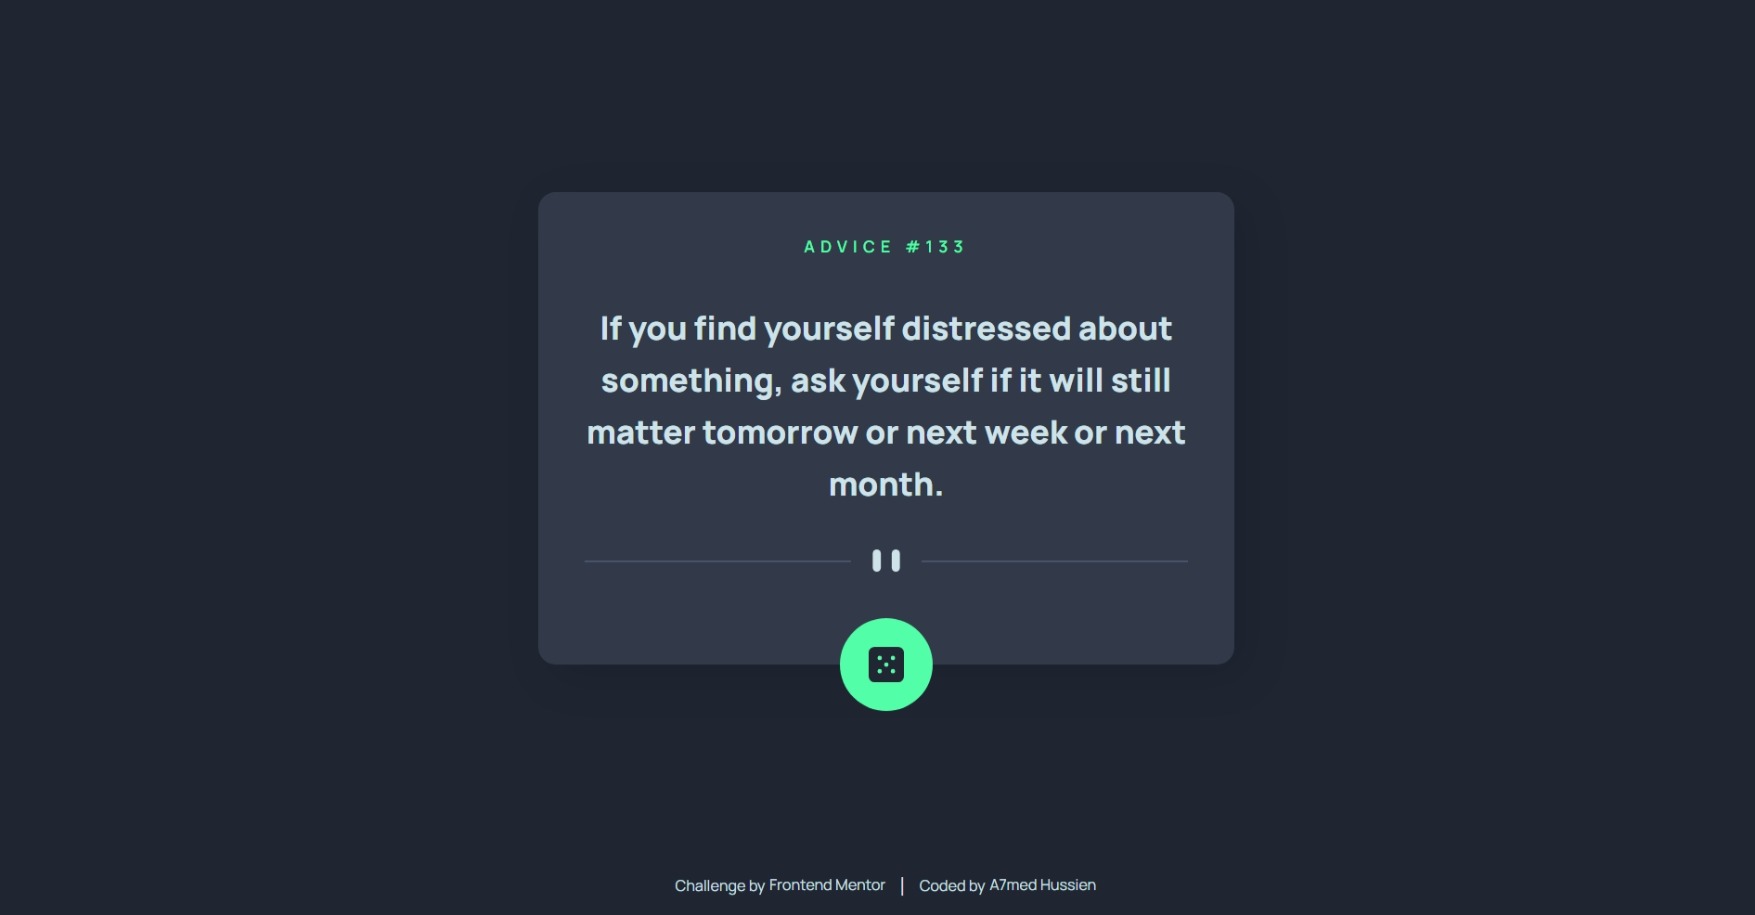 ADVICE #133
If you find yourself distressed about
something, ask yourself if it will still
matter tomorrow or next week or next
month.
Challenge by Frontend Mentor | Coded by A7med Hussien